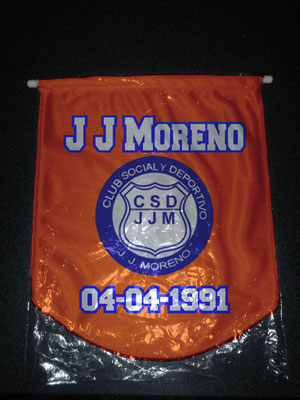 J J MORENO
CLUB SOCIAL Y DEPORTIVO
CSD
JJM
- J. J. MORENO -
04-04-1991